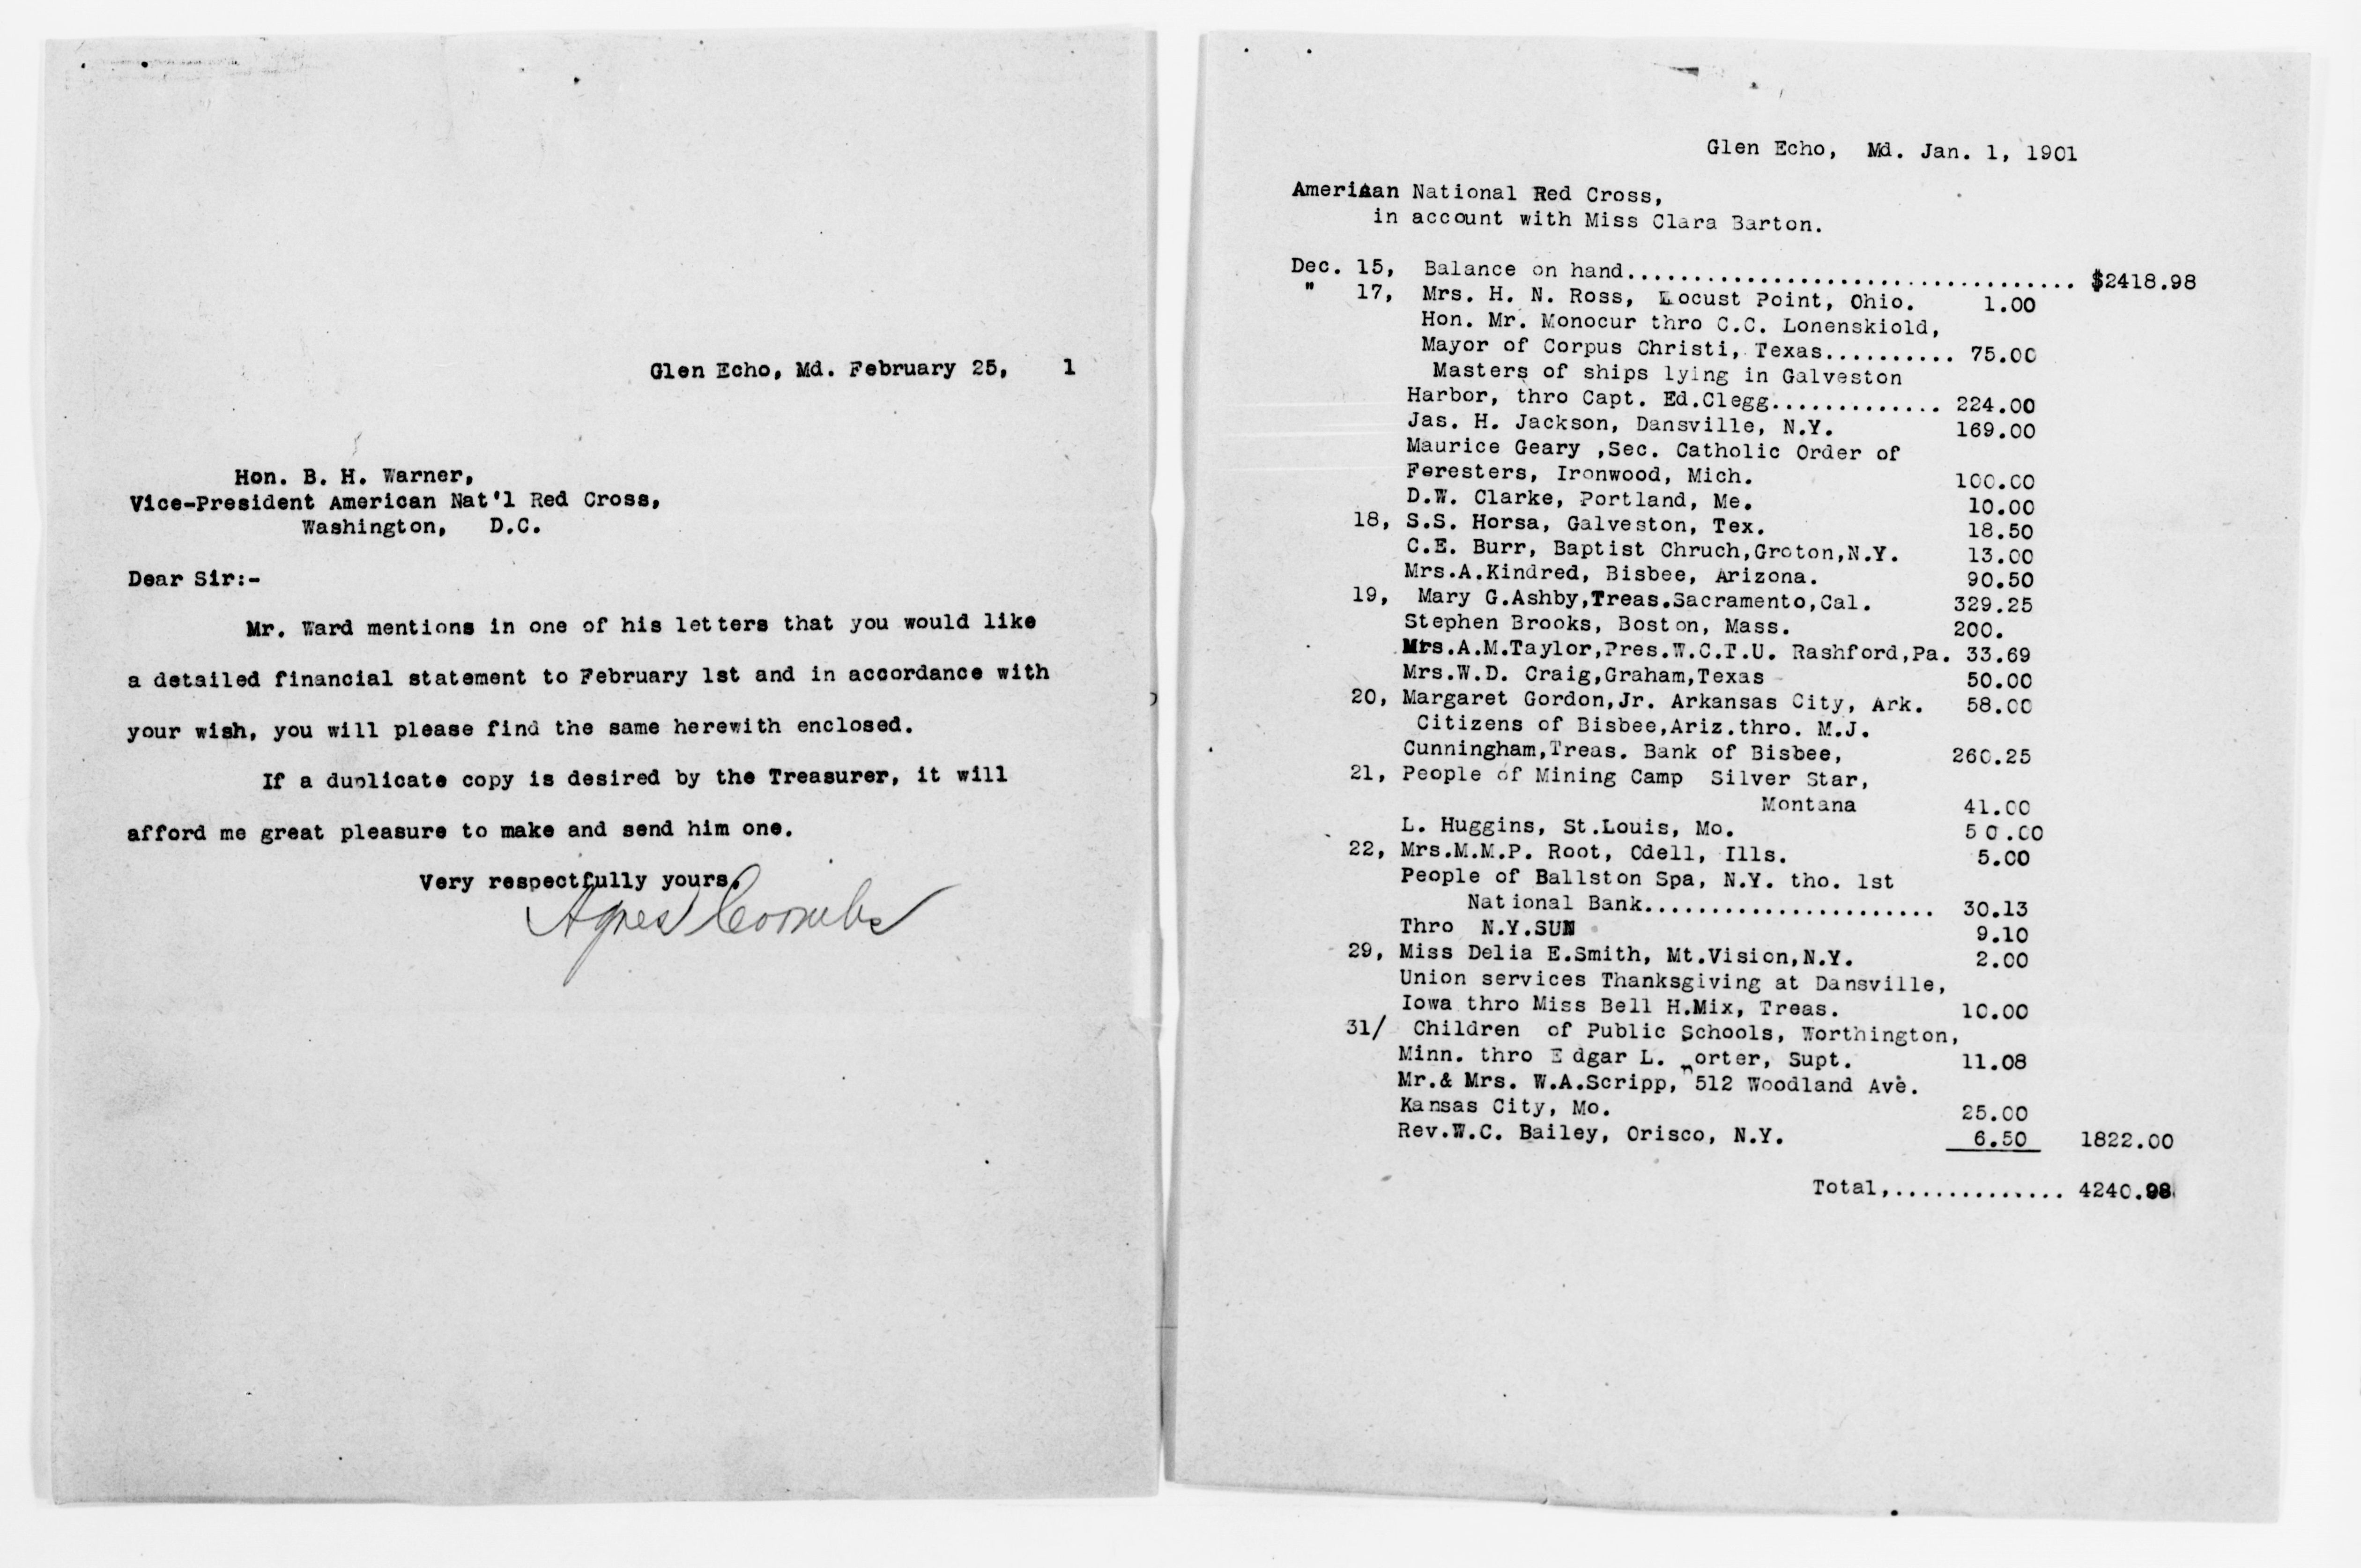 Glen Echo, Md. February 25, 1
Hon. B. H. Warner,
Vice-President American Nat'l Red Cross,
Washington, D.C.
Dear Sir:-
Mr. Ward mentions in one of his letters that you would like
a detailed financial statement to February 1st and in accordance with
your wish, you will please find the same herewith enclosed.
If a duplicate copy is desired by the Treasurer, it will
afford me great pleasure to make and send him one.
Very respectfully yours,
Agnes Coombs
Glen Echo, Md. Jan. 1, 1901
American National Red Cross,
in account with Miss Clara Barton.
Dec. 15, Balance on hand.................................. $2418.98
" 17, Mrs. H. N. Ross, Locust Point, Ohio. 1.00
Hon. Mr. Monocur thro C.C. Lonenskiold,
Mayor of Corpus Christi, Texas.......... 75.00
Masters of ships lying in Galveston
Harbor, thro Capt. Ed.Clegg............. 224.00
Jas. H. Jackson, Dansville, N.Y. 169.00
Maurice Geary ,Sec. Catholic Order of
Feresters, Ironwood, Mich. 100.00
D.W. Clarke, Portland, Me. 10.00
18, S.S. Horsa, Galveston, Tex. 18.50
C.E. Burr, Baptist Chruch,Groton,N.Y. 13.00
Mrs.A.Kindred, Bisbee, Arizona. 90.50
19, Mary G.Ashby,Treas.Sacramento,Cal. 329.25
Stephen Brooks, Boston, Mass. 200.
Mrs.A.M.Taylor,Pres.W.C.T.U. Rashford,Pa. 33.69
Mrs.W.D. Craig,Graham,Texas 50.00
20, Margaret Gordon,Jr. Arkansas City, Ark. 58.00
Citizens of Bisbee,Ariz.thro. M.J.
Cunningham,Treas. Bank of Bisbee, 260.25
21, People of Mining Camp Silver Star,
Montana 41.00
L. Huggins, St.Louis, Mo. 50.00
22, Mrs.M.M.P. Root, Odell, Ills. 5.00
People of Ballston Spa, N.Y. tho. 1st
National Bank...................... 30.13
Thro N.Y.SUN 9.10
29, Miss Delia E.Smith, Mt.Vision,N.Y. 2.00
Union services Thanksgiving at Dansville,
Iowa thro Miss Bell H.Mix, Treas. 10.00
31/ Children of Public Schools, Worthington,
Minn. thro Edgar L. orter, Supt. 11.08
Mr.& Mrs. W.A.Scripp, 512 Woodland Ave.
Kansas City, Mo. 25.00
Rev.W.C. Bailey, Orisco, N.Y. 6.50 1822.00
Total,............. 4240.98